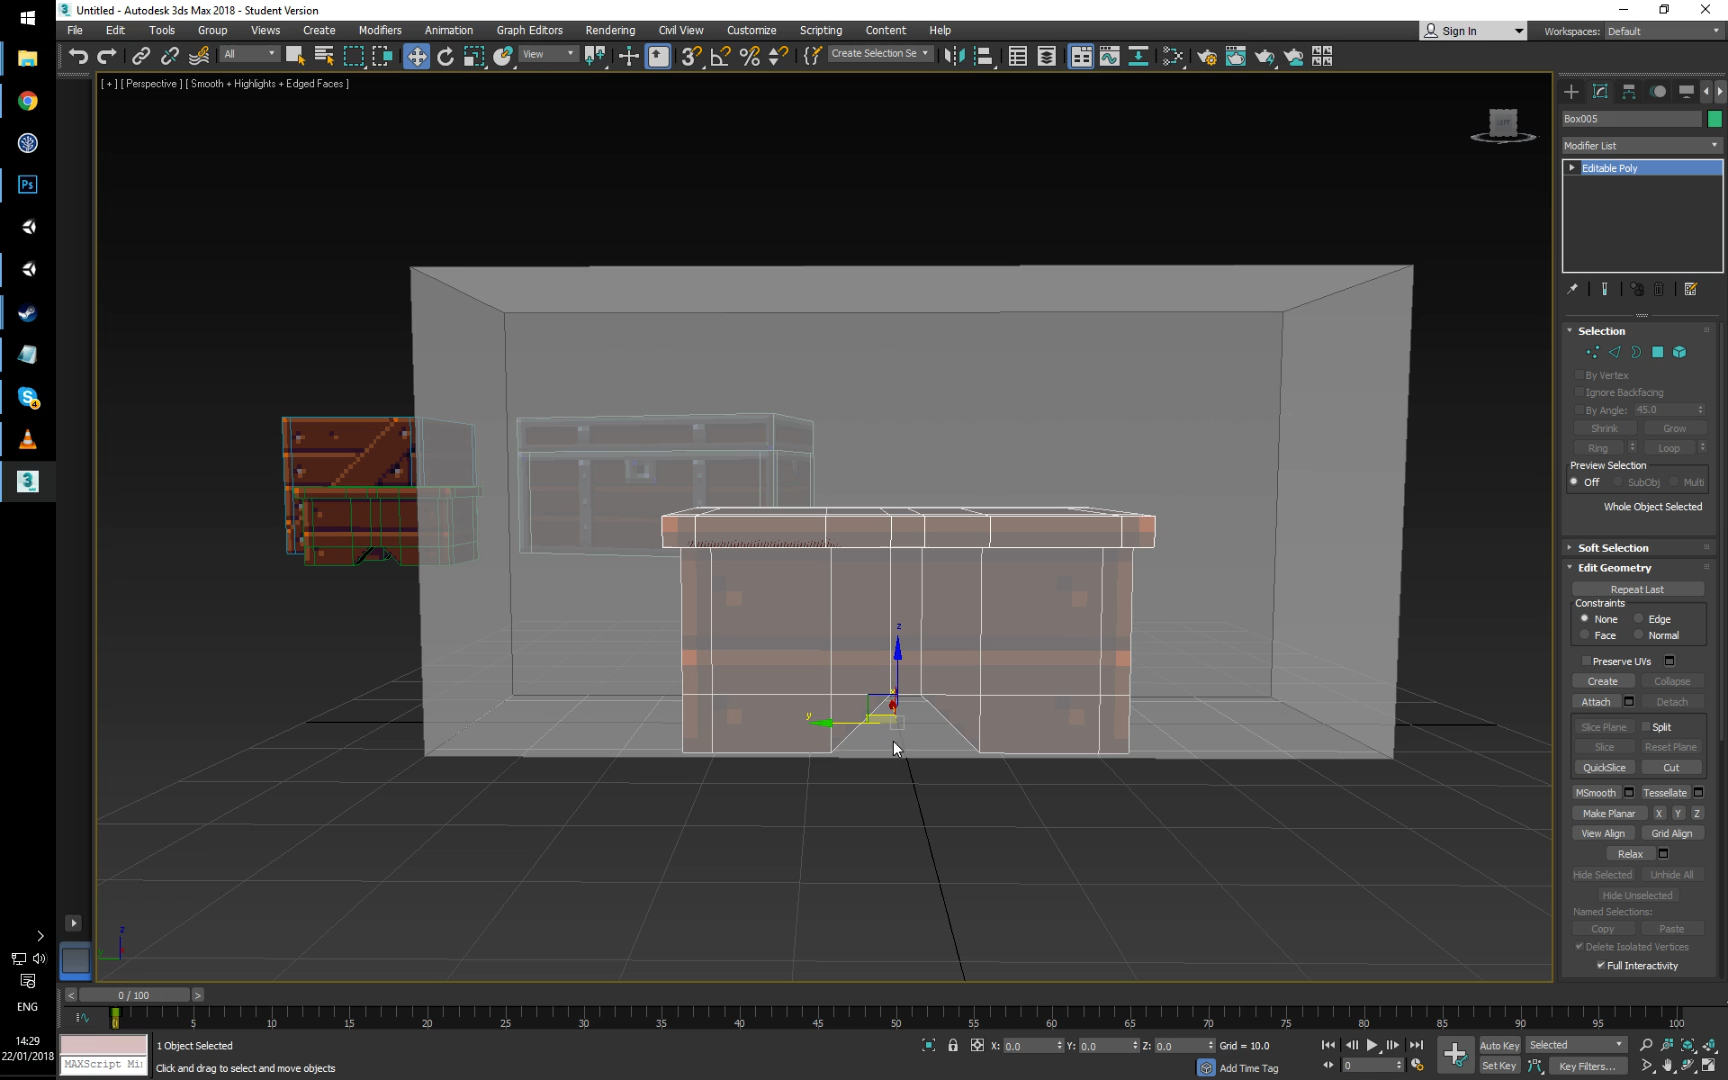 Untitled - Autodesk 3ds Max 2018 - Student Version
File Edit Tools Group Views Create Modifiers Animation Graph Editors Rendering Civil View Customize Scripting Content Help
Sign In
Workspaces: Default
All
View
Create Selection Se
[ + ] [ Perspective ] [ Smooth + Highlights + Edged Faces ]
LEFT
Box005
Modifier List
Editable Poly
Selection
By Vertex
Ignore Backfacing
By Angle: 45.0
Shrink Grow
Ring Loop
Preview Selection
Off SubObj Multi
Whole Object Selected
Soft Selection
Edit Geometry
Repeat Last
Constraints
None Edge
Face Normal
Preserve UVs
Create Collapse
Attach Detach
Slice Plane Split
Slice Reset Plane
QuickSlice Cut
MSmooth Tessellate
Make Planar X Y Z
View Align Grid Align
Relax
Hide Selected Unhide All
Hide Unselected
Named Selections:
Copy Paste
Delete Isolated Vertices
Full Interactivity
z
x
y
z
y
Ps
S
4
3
ENG
14:29
22/01/2018
< 0 / 100 >
0 5 10 15 20 25 30 35 40 45 50 55 60 65 70 75 80 85 90 95 100
1 Object Selected
X: 0.0 Y: 0.0 Z: 0.0 Grid = 10.0
Auto Key Selected
MAXScript Mi
Click and drag to select and move objects
Add Time Tag
0
Set Key Key Filters...